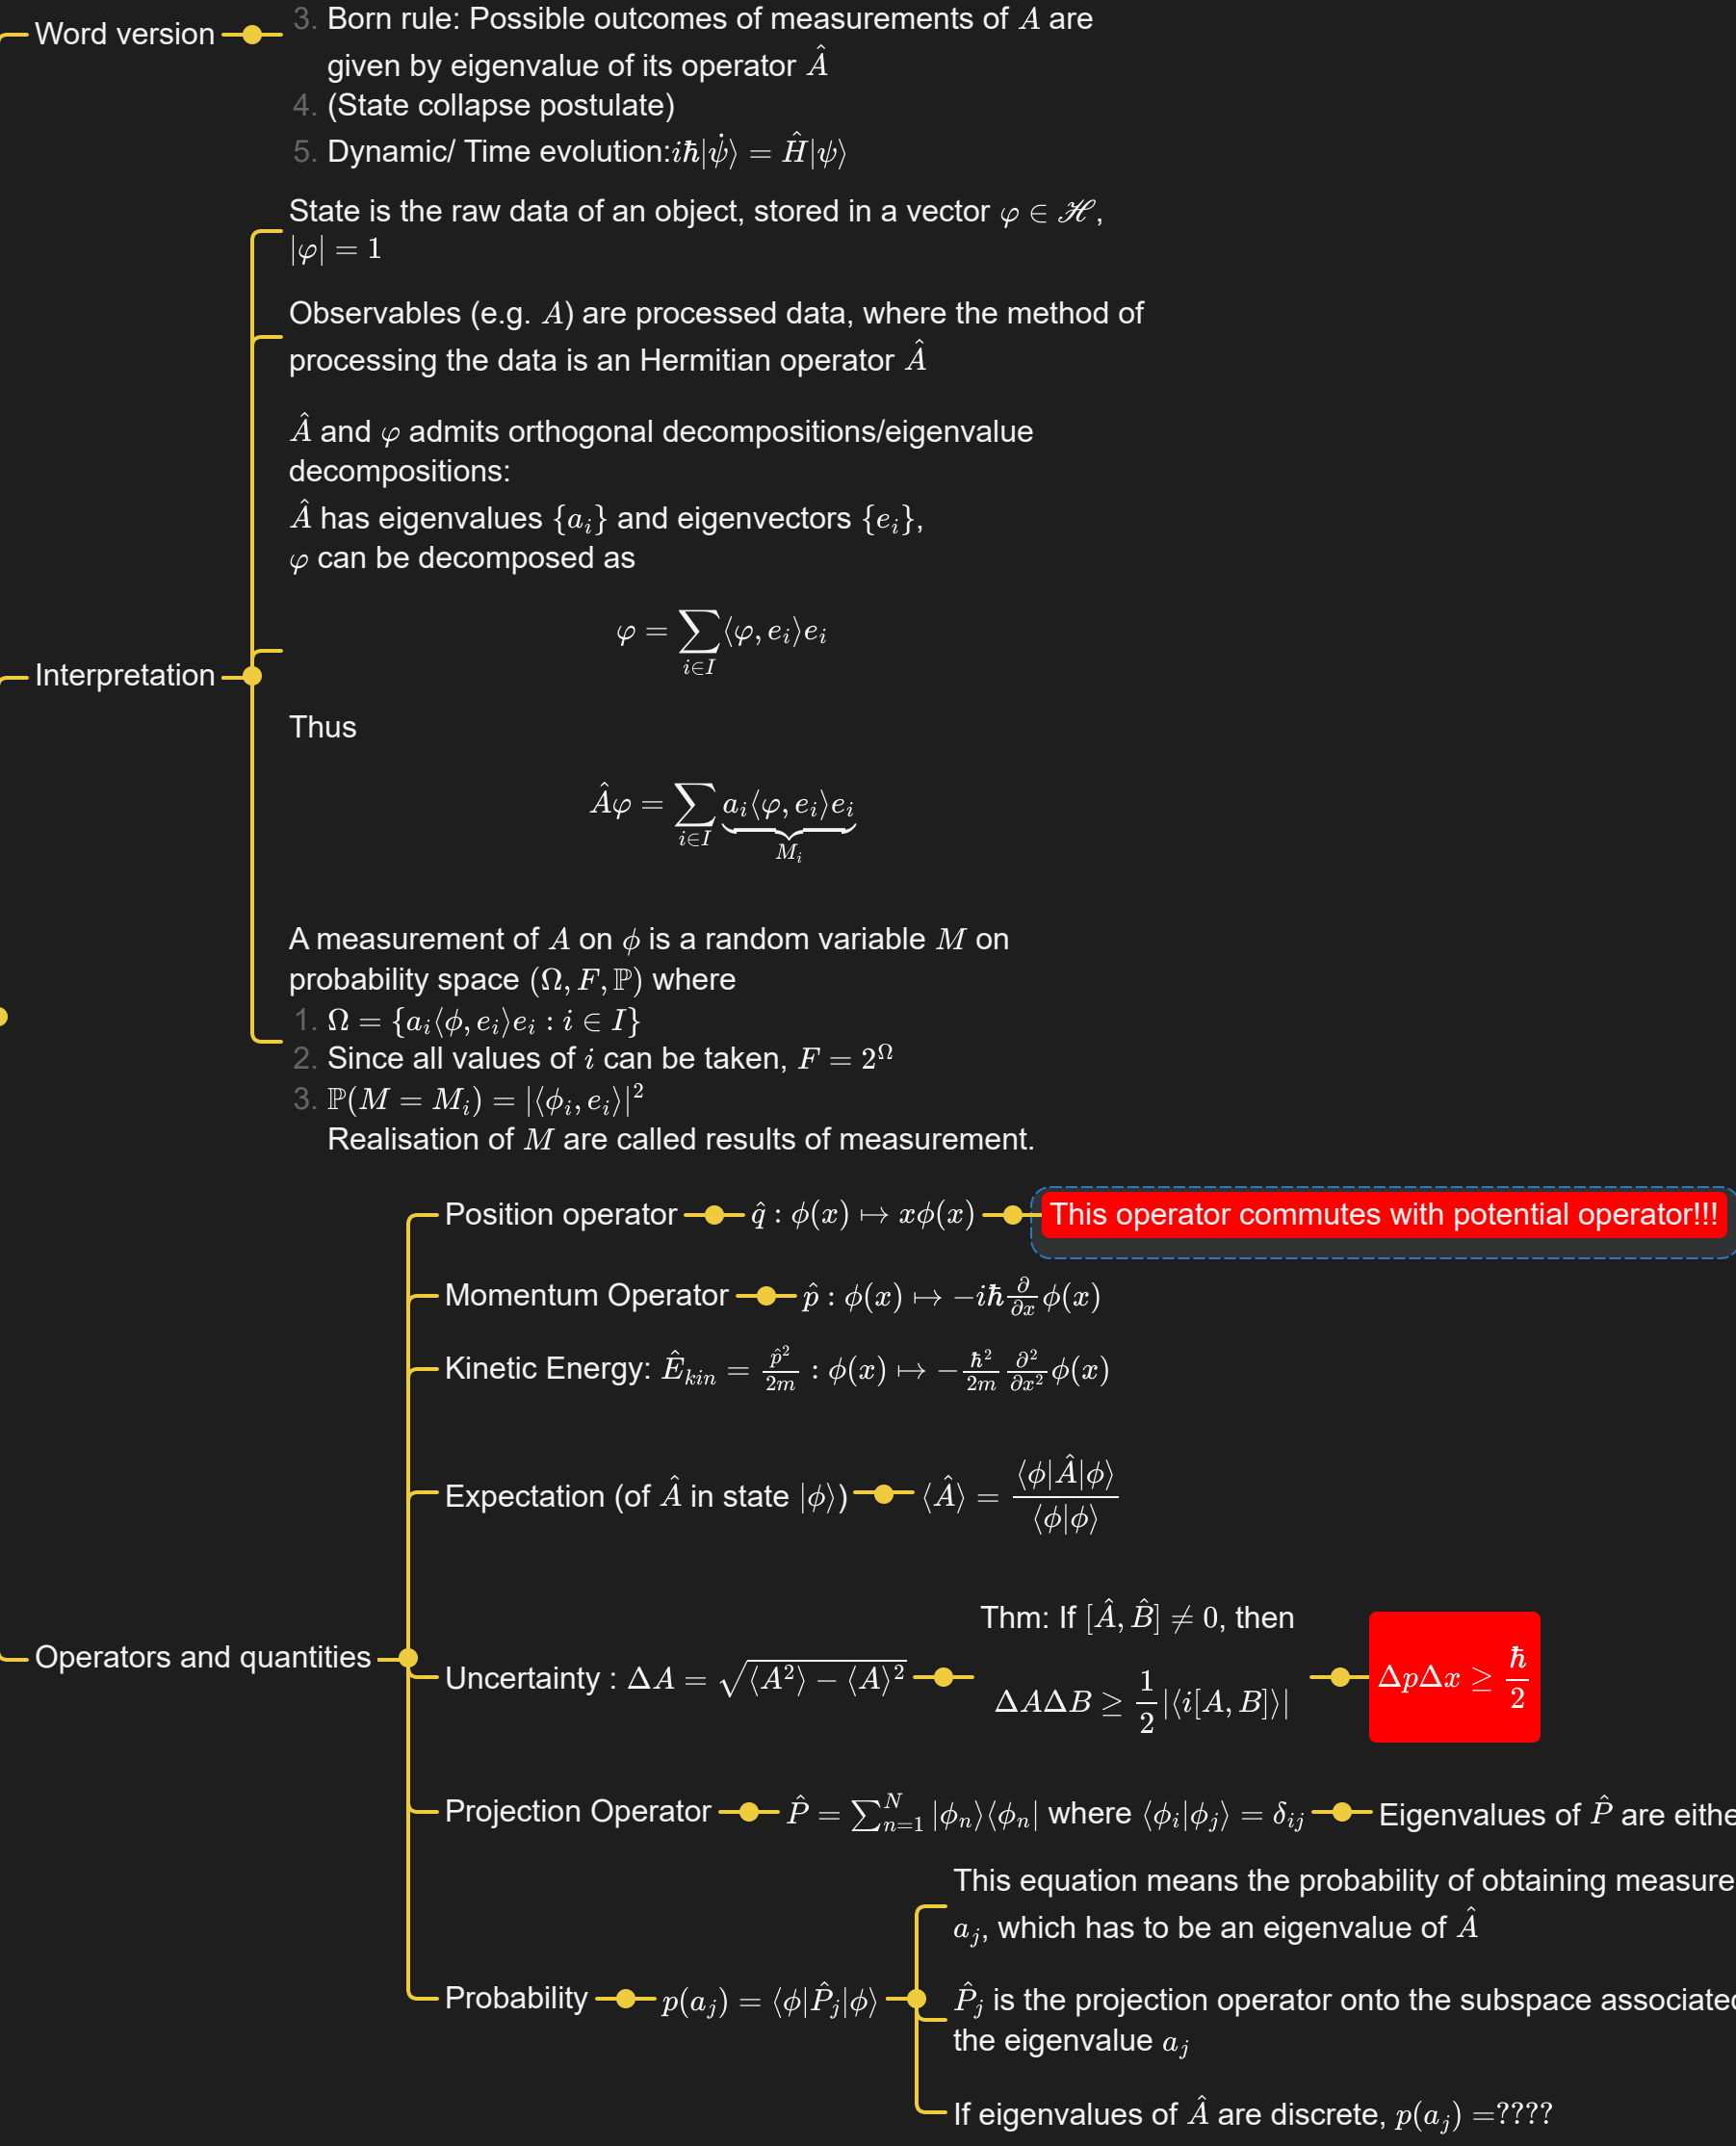 Word version
3. Born rule: Possible outcomes of measurements of A are
given by eigenvalue of its operator Â
4. (State collapse postulate)
5. Dynamic/ Time evolution:iℏ|ψ̇⟩ = Ĥ|ψ⟩
Interpretation
State is the raw data of an object, stored in a vector φ ∈ ℋ,
|φ| = 1
Observables (e.g. A) are processed data, where the method of
processing the data is an Hermitian operator Â
Â and φ admits orthogonal decompositions/eigenvalue
decompositions:
Â has eigenvalues {a_i} and eigenvectors {e_i},
φ can be decomposed as
φ = ∑_{i∈I} ⟨φ, e_i⟩e_i
Thus
Âφ = ∑_{i∈I} a_i⟨φ, e_i⟩e_i
M_i
A measurement of A on ϕ is a random variable M on
probability space (Ω, F, ℙ) where
1. Ω = {a_i⟨ϕ, e_i⟩e_i : i ∈ I}
2. Since all values of i can be taken, F = 2^Ω
3. ℙ(M = M_i) = |⟨ϕ_i, e_i⟩|²
Realisation of M are called results of measurement.
Operators and quantities
Position operator
q̂ : ϕ(x) ↦ xϕ(x)
This operator commutes with potential operator!!!
Momentum Operator
p̂ : ϕ(x) ↦ −iℏ ∂/∂x ϕ(x)
Kinetic Energy: Ê_{kin} = p̂²/2m : ϕ(x) ↦ −ℏ²/2m ∂²/∂x² ϕ(x)
Expectation (of Â in state |ϕ⟩)
⟨Â⟩ = ⟨ϕ|Â|ϕ⟩/⟨ϕ|ϕ⟩
Uncertainty : ΔA = √(⟨A²⟩ − ⟨A⟩²)
Thm: If [Â, B̂] ≠ 0, then
ΔAΔB ≥ 1/2 |⟨i[A, B]⟩|
ΔpΔx ≥ ℏ/2
Projection Operator
P̂ = ∑_{n=1}^{N} |ϕ_n⟩⟨ϕ_n| where ⟨ϕ_i|ϕ_j⟩ = δ_{ij}
Eigenvalues of P̂ are eithe
Probability
p(a_j) = ⟨ϕ|P̂_j|ϕ⟩
This equation means the probability of obtaining measure
a_j, which has to be an eigenvalue of Â
P̂_j is the projection operator onto the subspace associated
the eigenvalue a_j
If eigenvalues of Â are discrete, p(a_j) =????